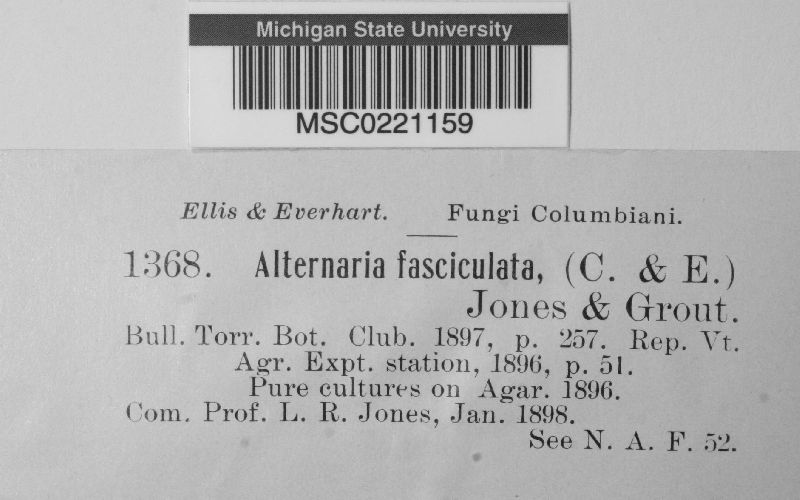 Michigan State University
MSC0221159
Ellis & Everhart. Fungi Columbiani.
1368. Alternaria fasciculata, (C. & E.)
Jones & Grout.
Bull. Torr. Bot. Club. 1897, p. 257. Rep. Vt.
Agr. Expt. station, 1896, p. 51.
Pure cultures on Agar. 1896.
Com. Prof. L. R. Jones, Jan. 1898.
See N. A. F. 52.